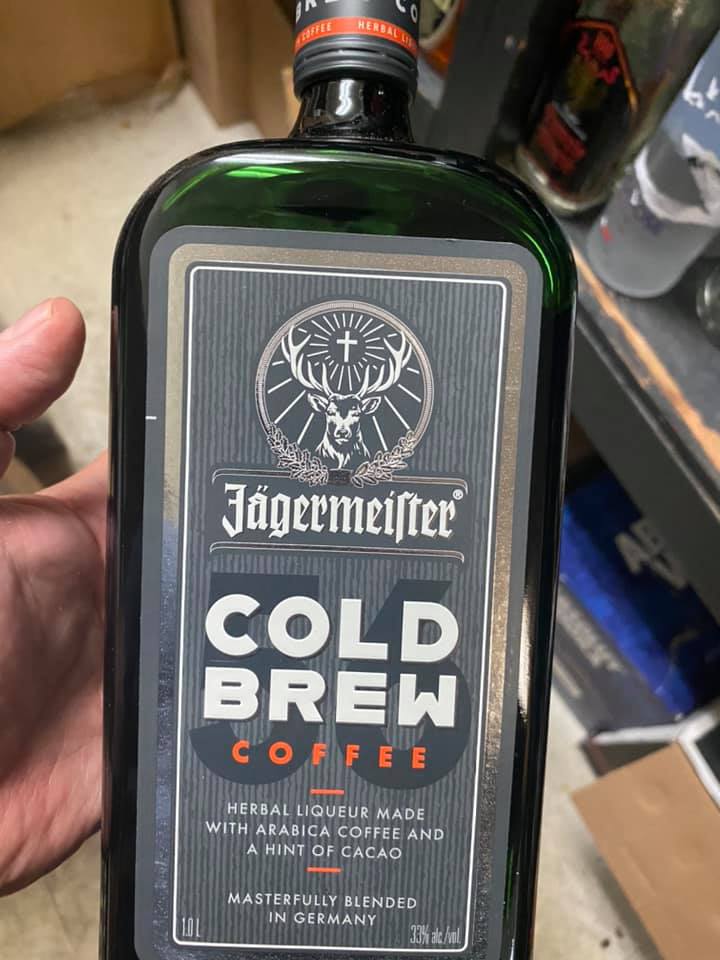 COFFEE HERBAL
Jägermeiſter®
56
COLD
BREW
COFFEE
HERBAL LIQUEUR MADE
WITH ARABICA COFFEE AND
A HINT OF CACAO
MASTERFULLY BLENDED
IN GERMANY
1.0 L 33% alc./vol.